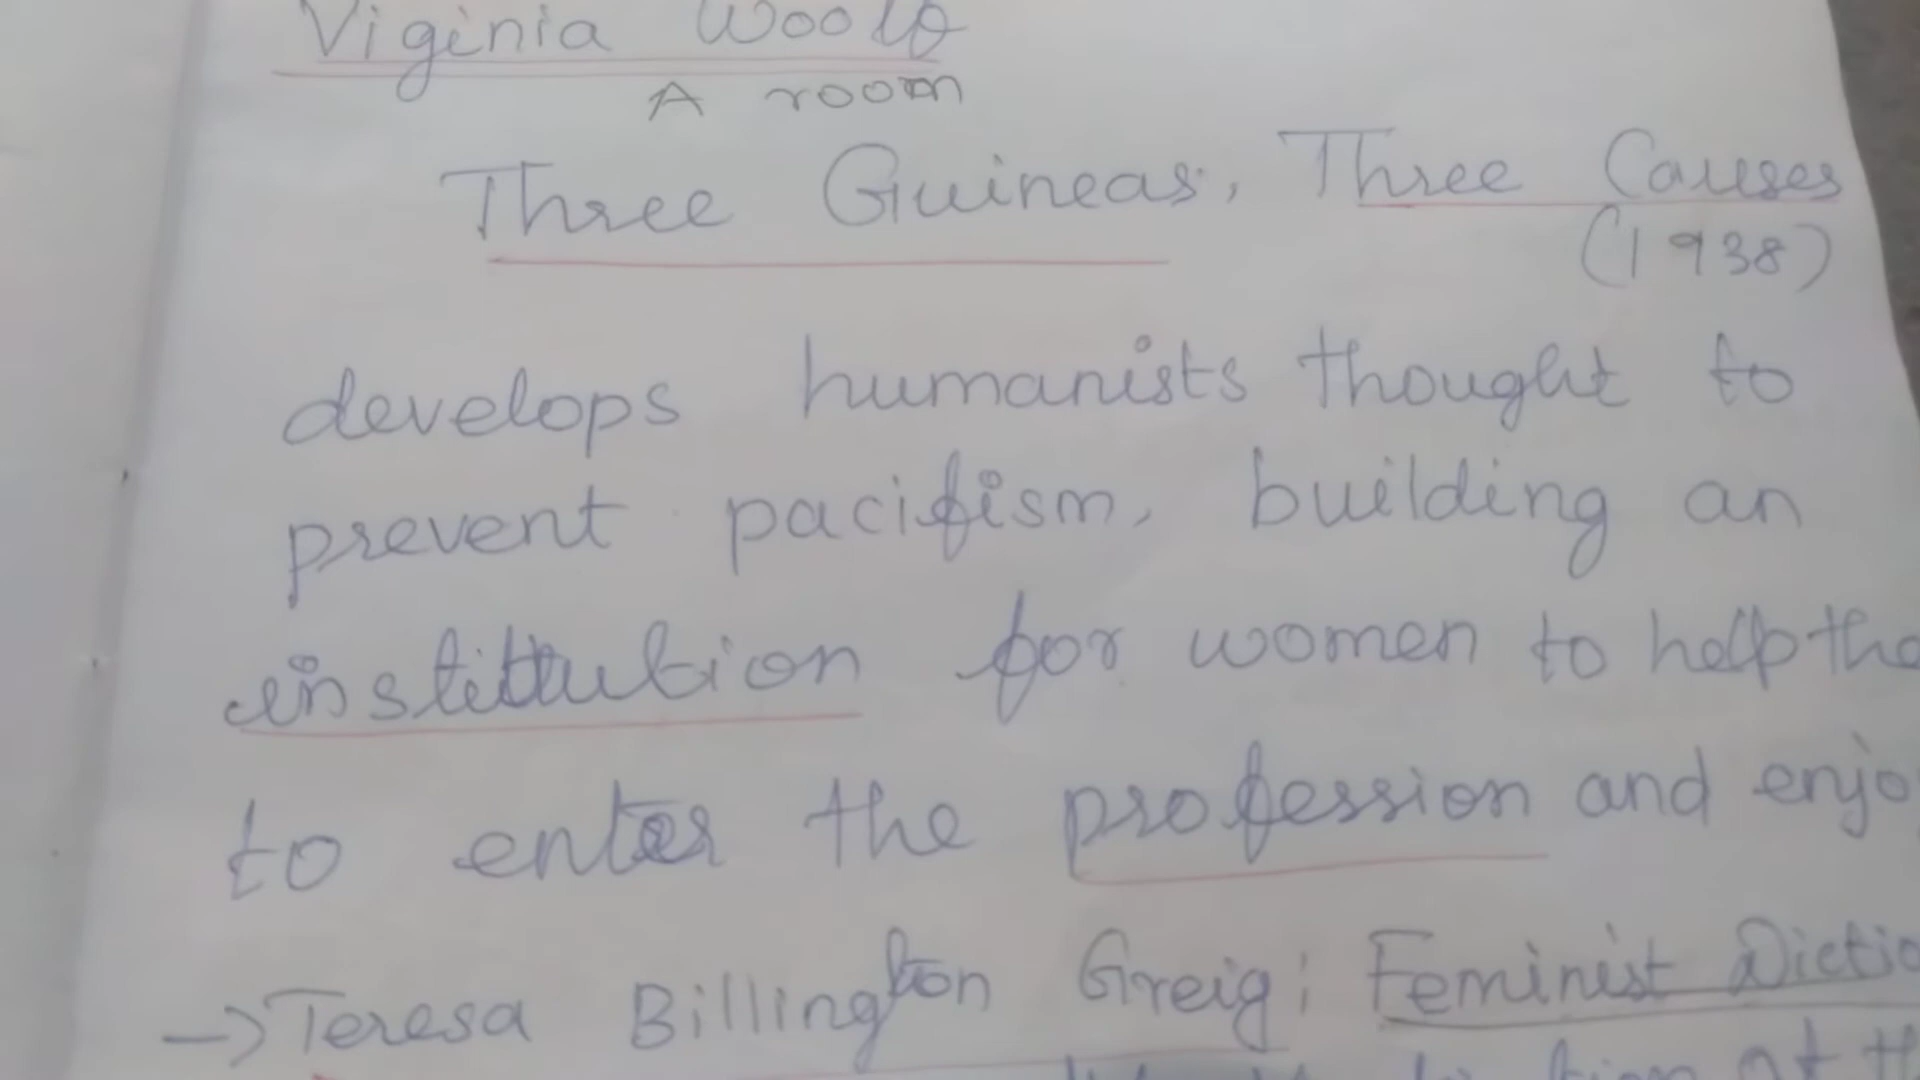 Viginia Woolf
A room
Three Guineas, Three Causes
(1938)
develops humanists thought to
prevent pacifism, building an
institution for women to help the
to enter the profession and enjo
→ Teresa Billington Greig; Feminist Dictio